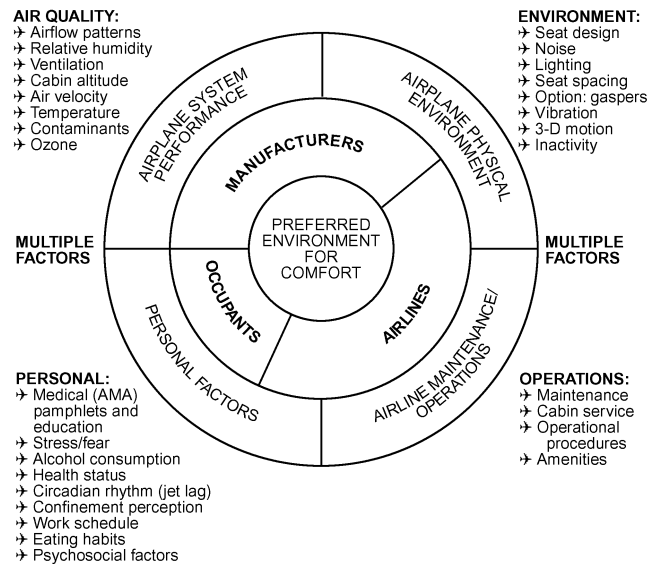 AIR QUALITY:
✈ Airflow patterns
✈ Relative humidity
✈ Ventilation
✈ Cabin altitude
✈ Air velocity
✈ Temperature
✈ Contaminants
✈ Ozone
ENVIRONMENT:
✈ Seat design
✈ Noise
✈ Lighting
✈ Seat spacing
✈ Option: gaspers
✈ Vibration
✈ 3-D motion
✈ Inactivity
AIRPLANE SYSTEM
PERFORMANCE
AIRPLANE PHYSICAL
ENVIRONMENT
MANUFACTURERS
PREFERRED
ENVIRONMENT
FOR
COMFORT
MULTIPLE
FACTORS
MULTIPLE
FACTORS
OCCUPANTS
AIRLINES
PERSONAL FACTORS
AIRLINE MAINTENANCE/
OPERATIONS
PERSONAL:
✈ Medical (AMA)
pamphlets and
education
✈ Stress/fear
✈ Alcohol consumption
✈ Health status
✈ Circadian rhythm (jet lag)
✈ Confinement perception
✈ Work schedule
✈ Eating habits
✈ Psychosocial factors
OPERATIONS:
✈ Maintenance
✈ Cabin service
✈ Operational
procedures
✈ Amenities